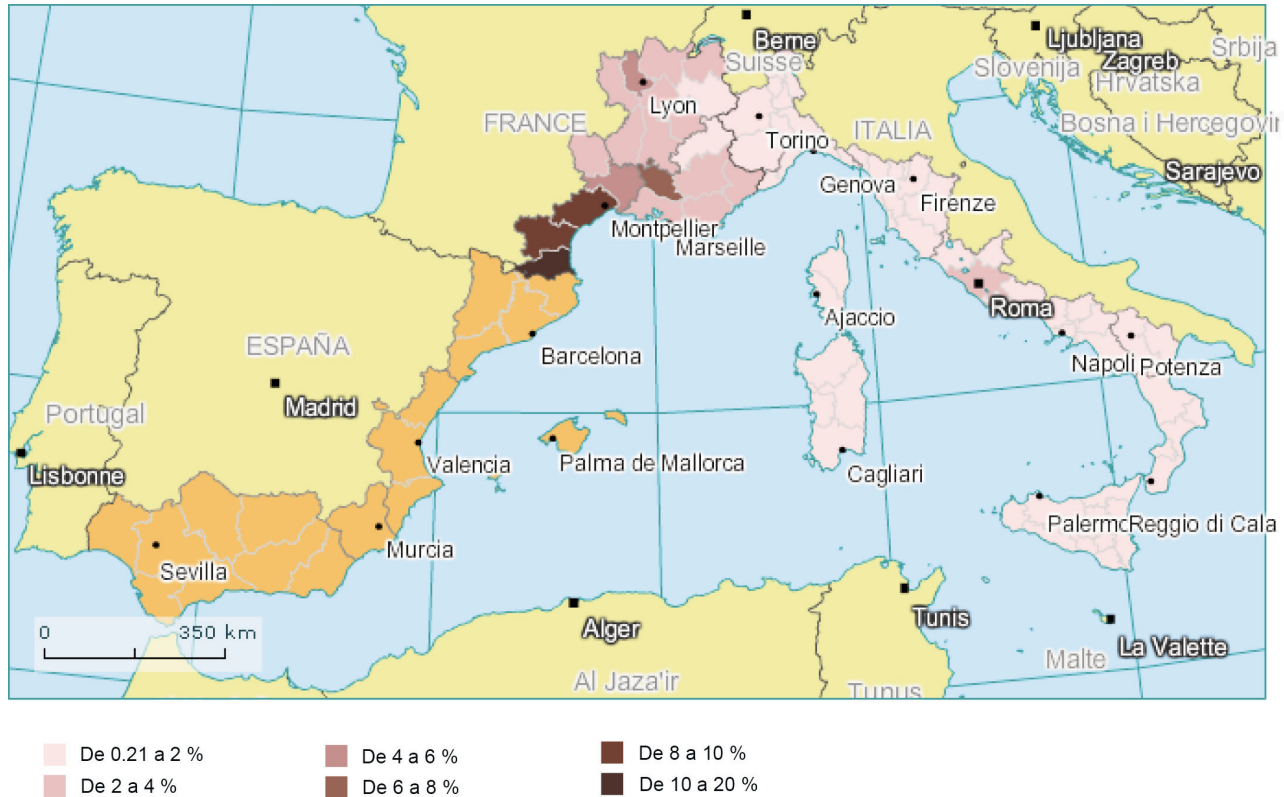 Berne
Suisse
Ljubljana
Zagreb
Srbija
Slovenija
Hrvatska
Lyon
FRANCE
Torino
ITALIA
Bosna i Hercegovin
Sarajevo
Genova
Firenze
Montpellier
Marseille
Roma
Ajaccio
ESPAÑA
Barcelona
Napoli
Potenza
Madrid
Portugal
Lisbonne
Valencia
Palma de Mallorca
Cagliari
Palermo
Reggio di Cala
Murcia
Sevilla
0 350 km
Alger
Tunis
La Valette
Malte
Al Jaza'ir
Tunus
De 0.21 a 2 %
De 2 a 4 %
De 4 a 6 %
De 6 a 8 %
De 8 a 10 %
De 10 a 20 %